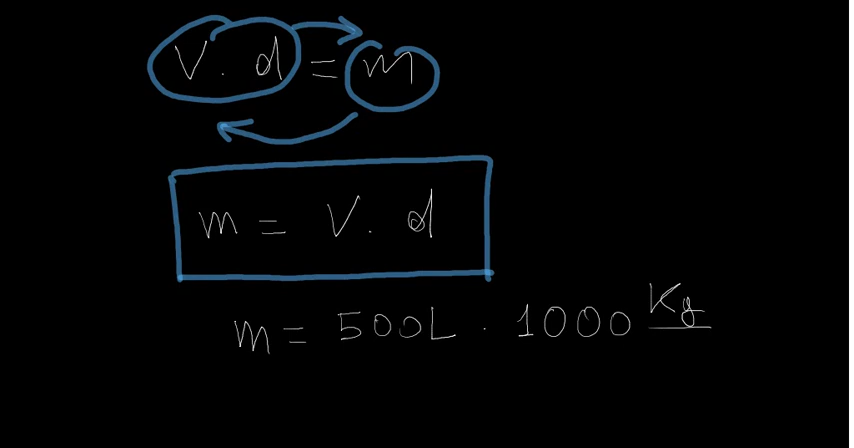 V. d = m
m = V. d
m = 500L . 1000 Kg